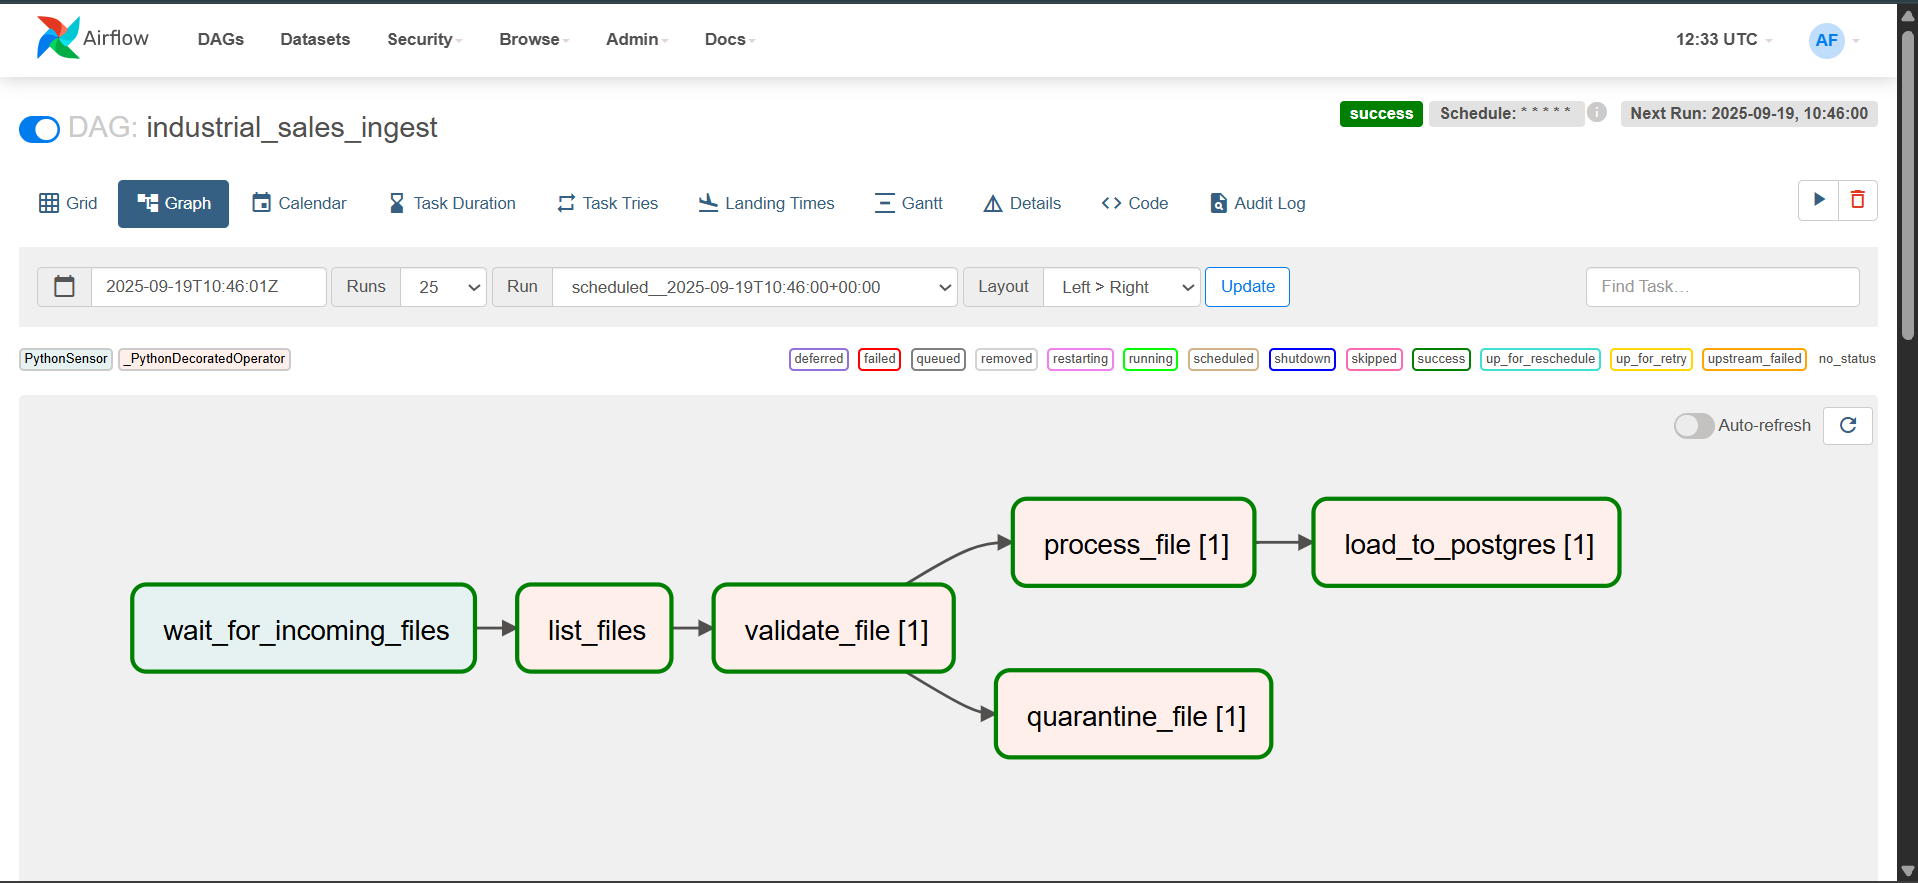 Airflow DAGs Datasets Security Browse Admin Docs 12:33 UTC AF
DAG: industrial_sales_ingest success Schedule: * * * * * i Next Run: 2025-09-19, 10:46:00
Grid Graph Calendar Task Duration Task Tries Landing Times Gantt Details Code Audit Log
2025-09-19T10:46:01Z Runs 25 Run scheduled__2025-09-19T10:46:00+00:00 Layout Left > Right Update Find Task...
PythonSensor _PythonDecoratedOperator deferred failed queued removed restarting running scheduled shutdown skipped success up_for_reschedule up_for_retry upstream_failed no_status
Auto-refresh
process_file [1] load_to_postgres [1]
wait_for_incoming_files list_files validate_file [1]
quarantine_file [1]